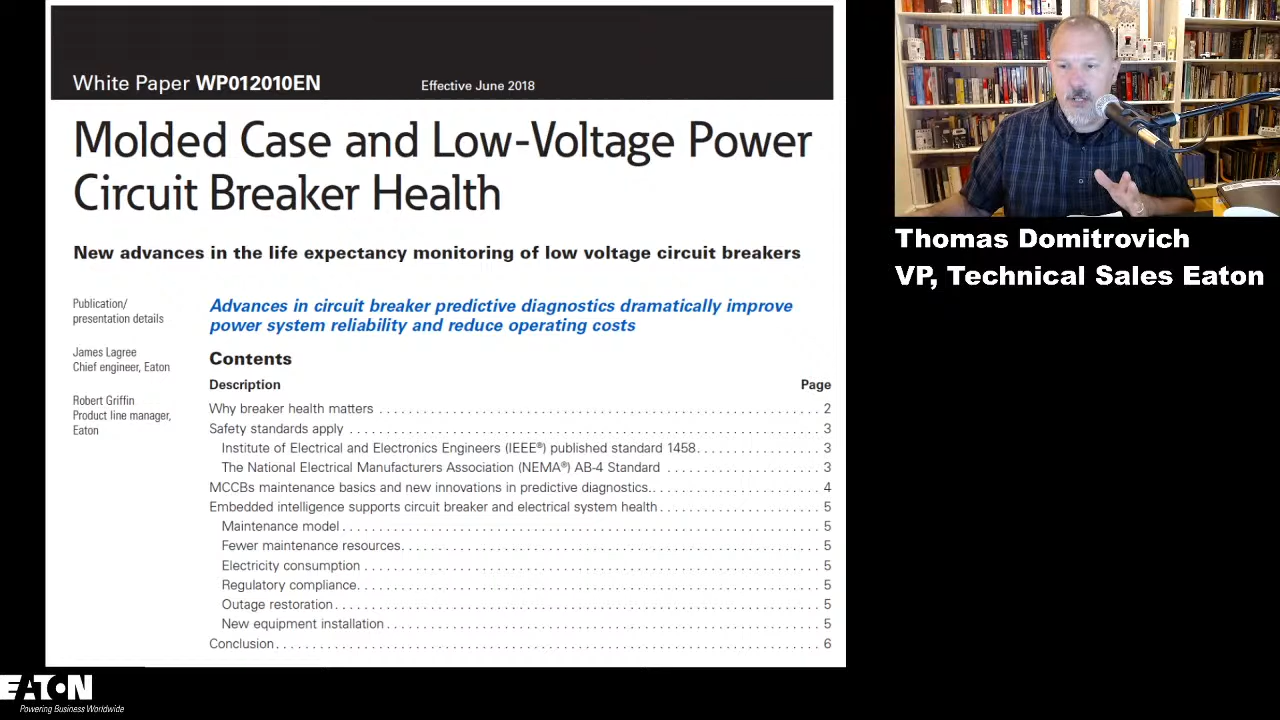 White Paper WP012010EN
Effective June 2018
Molded Case and Low-Voltage Power
Circuit Breaker Health
New advances in the life expectancy monitoring of low voltage circuit breakers
Publication/
presentation details
James Lagree
Chief engineer, Eaton
Robert Griffin
Product line manager,
Eaton
Advances in circuit breaker predictive diagnostics dramatically improve
power system reliability and reduce operating costs
Contents
Description Page
Why breaker health matters . . . . . . . . . . . . . . . . . . . . . . . . . . . . 2
Safety standards apply . . . . . . . . . . . . . . . . . . . . . . . . . . . . 3
Institute of Electrical and Electronics Engineers (IEEE®) published standard 1458. . . . . . . . . . . . 3
The National Electrical Manufacturers Association (NEMA®) AB-4 Standard . . . . . . . . . . . . 3
MCCBs maintenance basics and new innovations in predictive diagnostics.. . . . . . . . . . . . 4
Embedded intelligence supports circuit breaker and electrical system health . . . . . . . . . . . . 5
Maintenance model . . . . . . . . . . . . . . . . . . . . . . . . . . . . 5
Fewer maintenance resources. . . . . . . . . . . . . . . . . . . . . . . . . . . . 5
Electricity consumption . . . . . . . . . . . . . . . . . . . . . . . . . . . . 5
Regulatory compliance. . . . . . . . . . . . . . . . . . . . . . . . . . . . 5
Outage restoration . . . . . . . . . . . . . . . . . . . . . . . . . . . . 5
New equipment installation . . . . . . . . . . . . . . . . . . . . . . . . . . . . 5
Conclusion . . . . . . . . . . . . . . . . . . . . . . . . . . . . 6
Thomas Domitrovich
VP, Technical Sales Eaton
EATON
Powering Business Worldwide